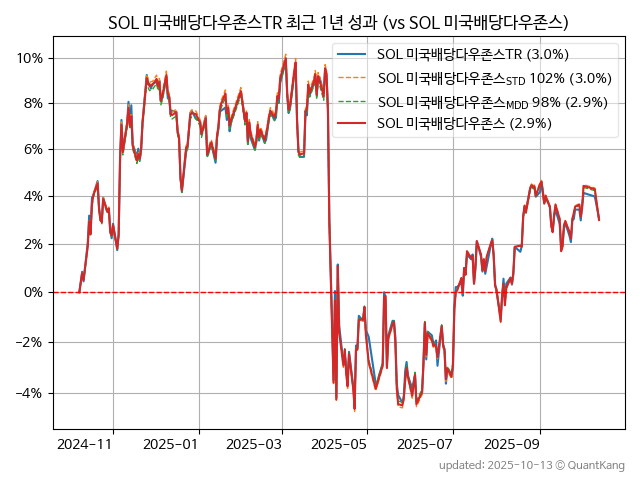 SOL 미국배당다우존스TR 최근 1년 성과 (vs SOL 미국배당다우존스)
SOL 미국배당다우존스TR (3.0%)
SOL 미국배당다우존스STD 102% (3.0%)
SOL 미국배당다우존스MDD 98% (2.9%)
SOL 미국배당다우존스 (2.9%)
10%
8%
6%
4%
2%
0%
−2%
−4%
2024-11
2025-01
2025-03
2025-05
2025-07
2025-09
updated: 2025-10-13 ⓒ QuantKang